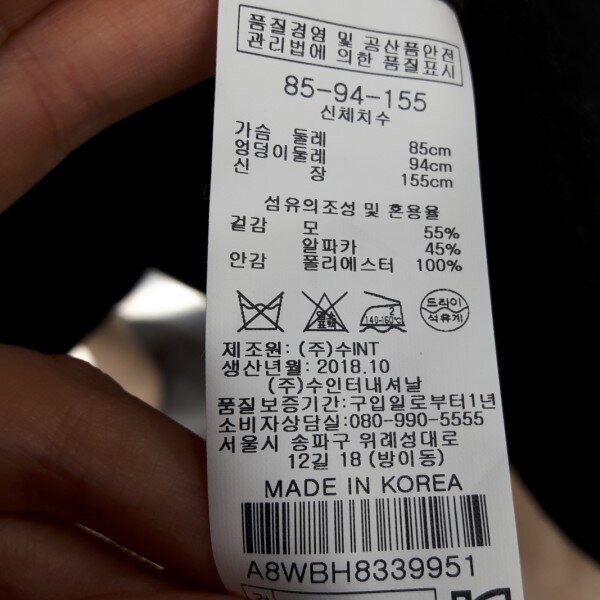 품질경영 및 공산품안전
관리법에 의한 품질표시
85-94-155
신체치수
가슴 둘레 85cm
엉덩이둘레 94cm
신 장 155cm
섬유의조성 및 혼용율
겉감 모 55%
알파카 45%
안감 폴리에스터 100%
염소표백
2
140-160℃
드라이
석유계
제조원: (주)수INT
생산년월: 2018.10
(주)수인터내셔날
품질보증기간:구입일로부터1년
소비자상담실:080-990-5555
서울시 송파구 위례성대로
12길 18 (방이동)
MADE IN KOREA
A8WBH8339951